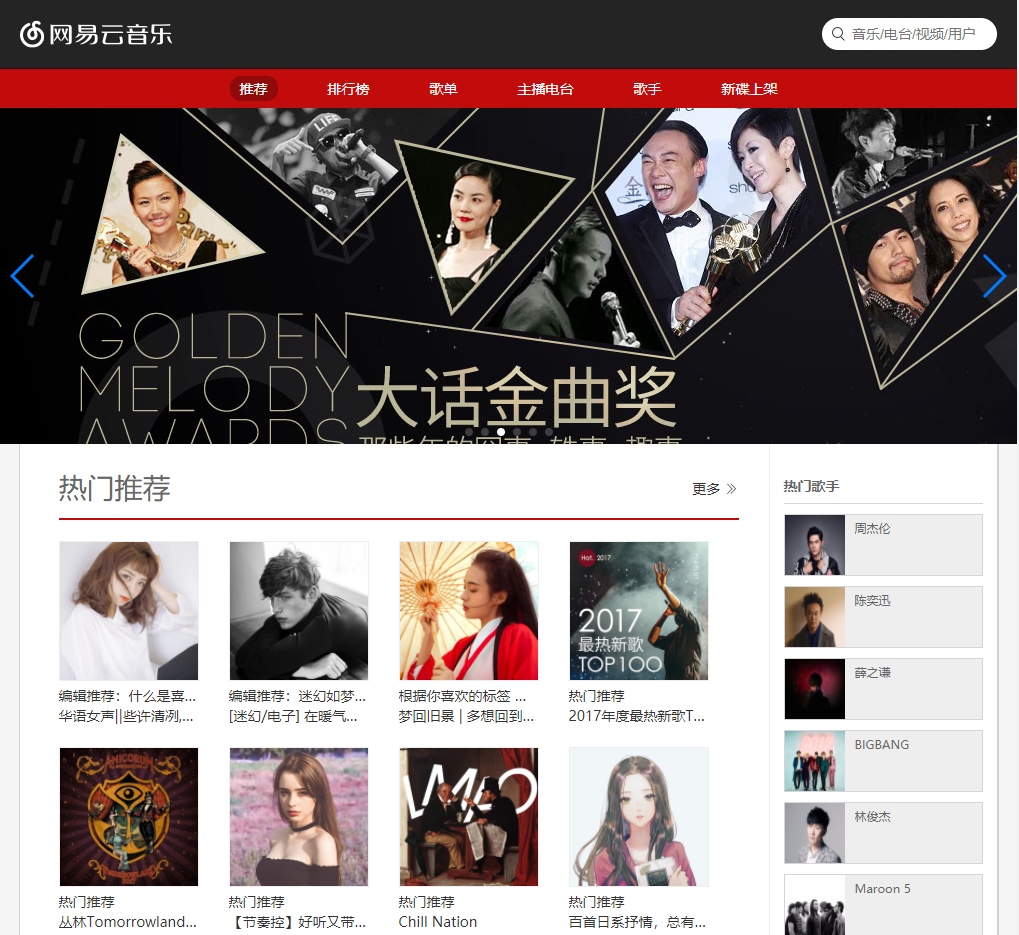 网易云音乐
音乐/电台/视频/用户
推荐
排行榜
歌单
主播电台
歌手
新碟上架
LIFE
GOLDEN
MELODY
AWARDS
大话金曲奖
热门推荐
更多
热门歌手
Hot. 2017
2017
最热新歌
TOP100
编辑推荐：什么是喜...
华语女声||些许清冽,...
编辑推荐：迷幻如梦...
[迷幻/电子] 在暖气...
根据你喜欢的标签 ...
梦回旧景 | 多想回到...
热门推荐
2017年度最热新歌T...
热门推荐
丛林Tomorrowland...
热门推荐
【节奏控】好听又带...
热门推荐
Chill Nation
热门推荐
百首日系抒情，总有...
周杰伦
陈奕迅
薛之谦
BIGBANG
林俊杰
Maroon 5